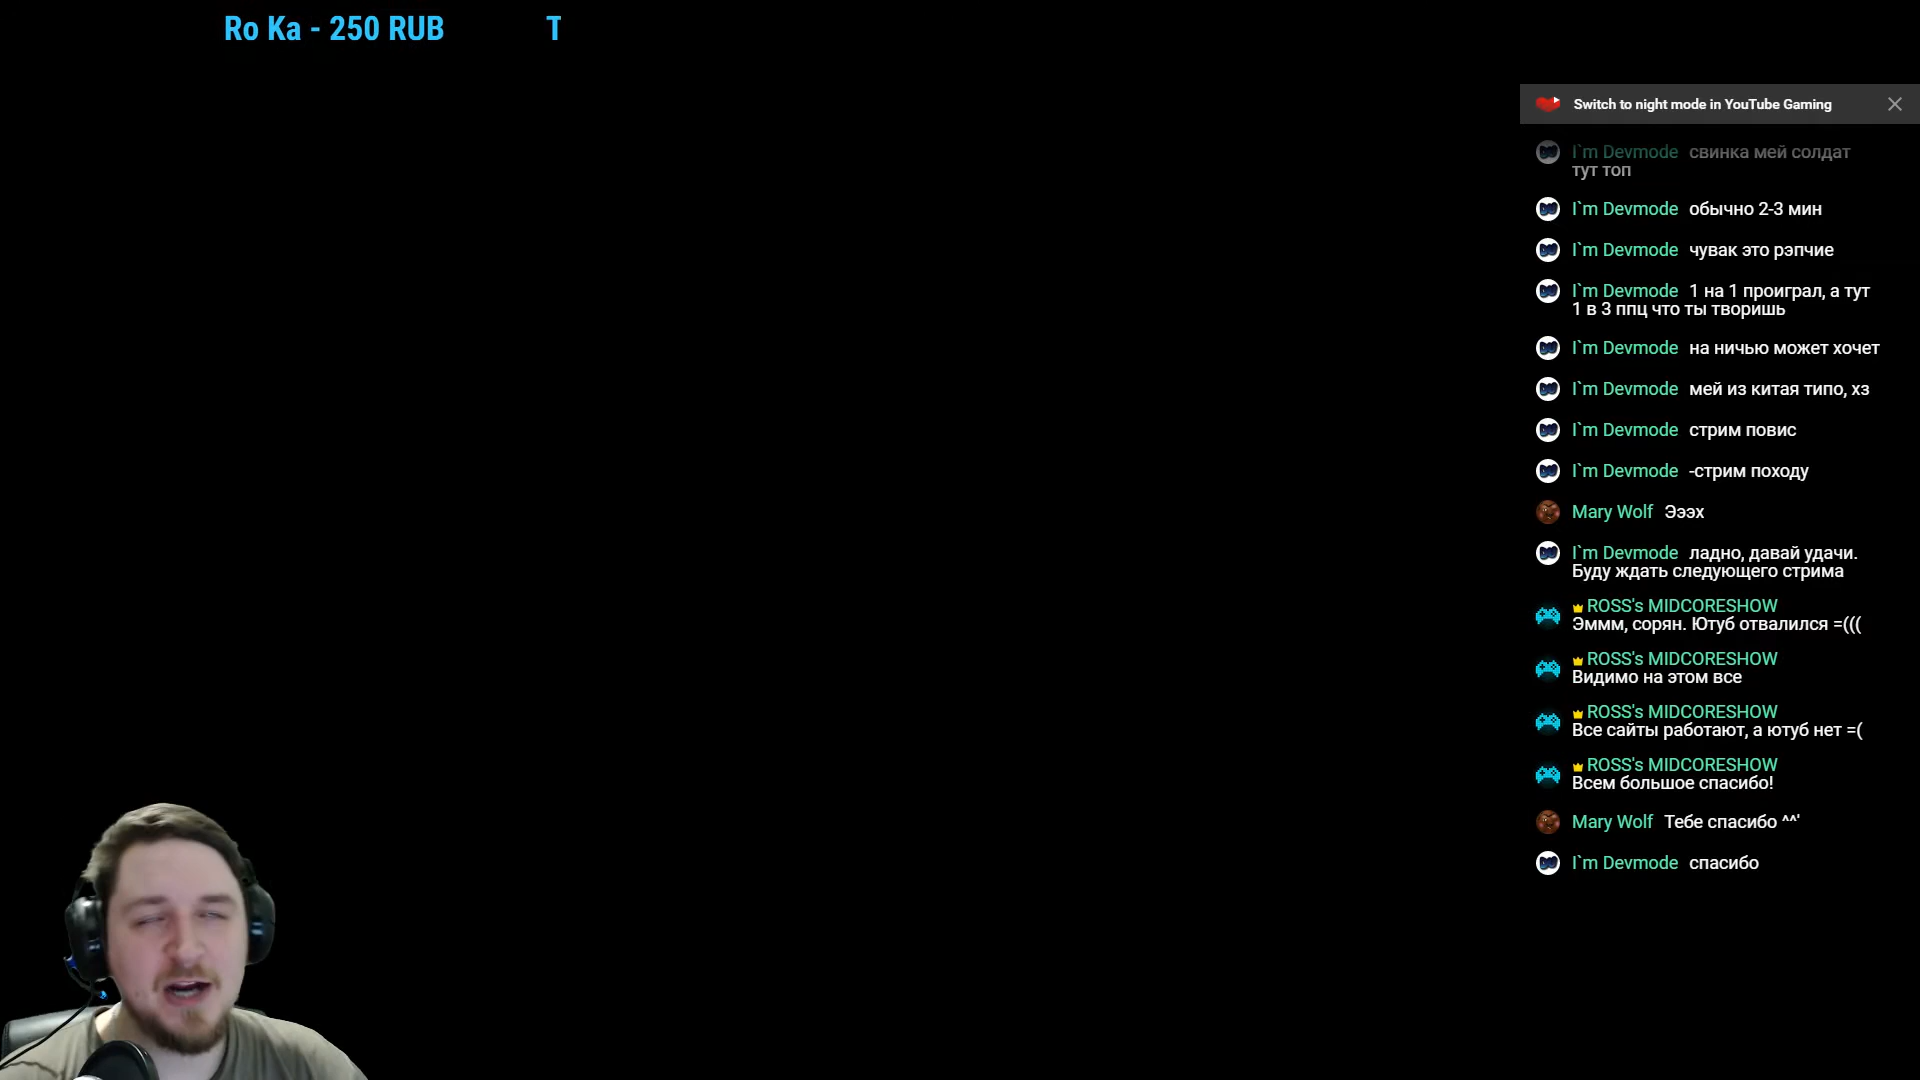 Ro Ka - 250 RUB T
Switch to night mode in YouTube Gaming
I`m Devmode свинка мей солдат
тут топ
I`m Devmode обычно 2-3 мин
I`m Devmode чувак это рэпчие
I`m Devmode 1 на 1 проиграл, а тут
1 в 3 ппц что ты творишь
I`m Devmode на ничью может хочет
I`m Devmode мей из китая типо, хз
I`m Devmode стрим повис
I`m Devmode -стрим походу
Mary Wolf Эээх
I`m Devmode ладно, давай удачи.
Буду ждать следующего стрима
ROSS's MIDCORESHOW
Эммм, сорян. Ютуб отвалился =(((
ROSS's MIDCORESHOW
Видимо на этом все
ROSS's MIDCORESHOW
Все сайты работают, а ютуб нет =(
ROSS's MIDCORESHOW
Всем большое спасибо!
Mary Wolf Тебе спасибо ^^'
I`m Devmode спасибо